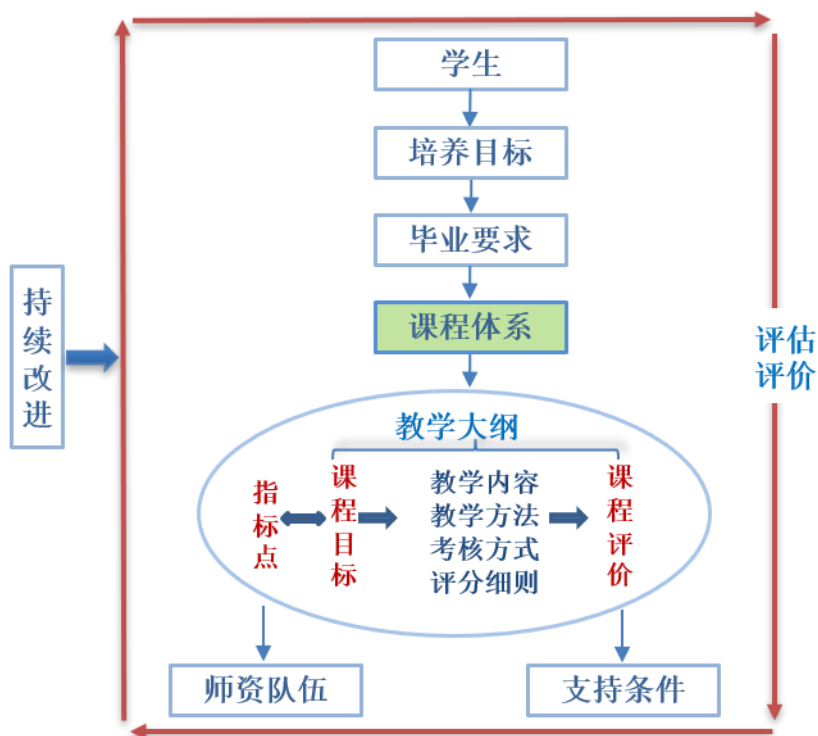 学生
培养目标
毕业要求
持续改进
课程体系
评估
评价
教学大纲
指标点
课程目标
教学内容
教学方法
考核方式
评分细则
课程评价
师资队伍
支持条件